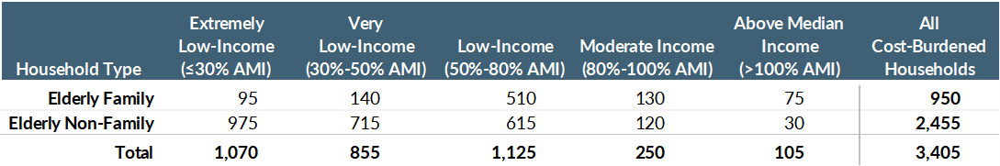 Household Type Extremely Low-Income (≤30% AMI) Very Low-Income (30%-50% AMI) Low-Income (50%-80% AMI) Moderate Income (80%-100% AMI) Above Median Income (>100% AMI) All Cost-Burdened Households
Elderly Family 95 140 510 130 75 950
Elderly Non-Family 975 715 615 120 30 2,455
Total 1,070 855 1,125 250 105 3,405